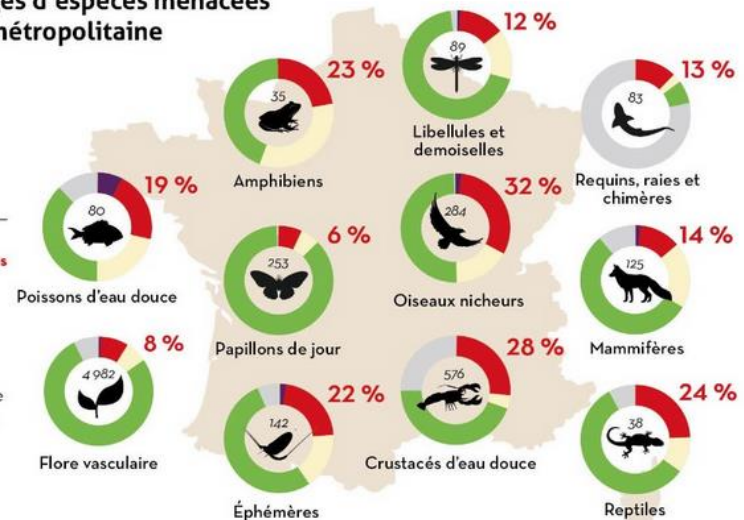 d'espèces menacées
métropolitaine
12 %
89
Libellules et
demoiselles
23 %
35
Amphibiens
13 %
83
Requins, raies et
chimères
19 %
80
Poissons d'eau douce
32 %
284
Oiseaux nicheurs
6 %
253
Papillons de jour
14 %
125
Mammifères
8 %
4 982
Flore vasculaire
28 %
576
Crustacés d'eau douce
22 %
142
Éphémères
24 %
38
Reptiles